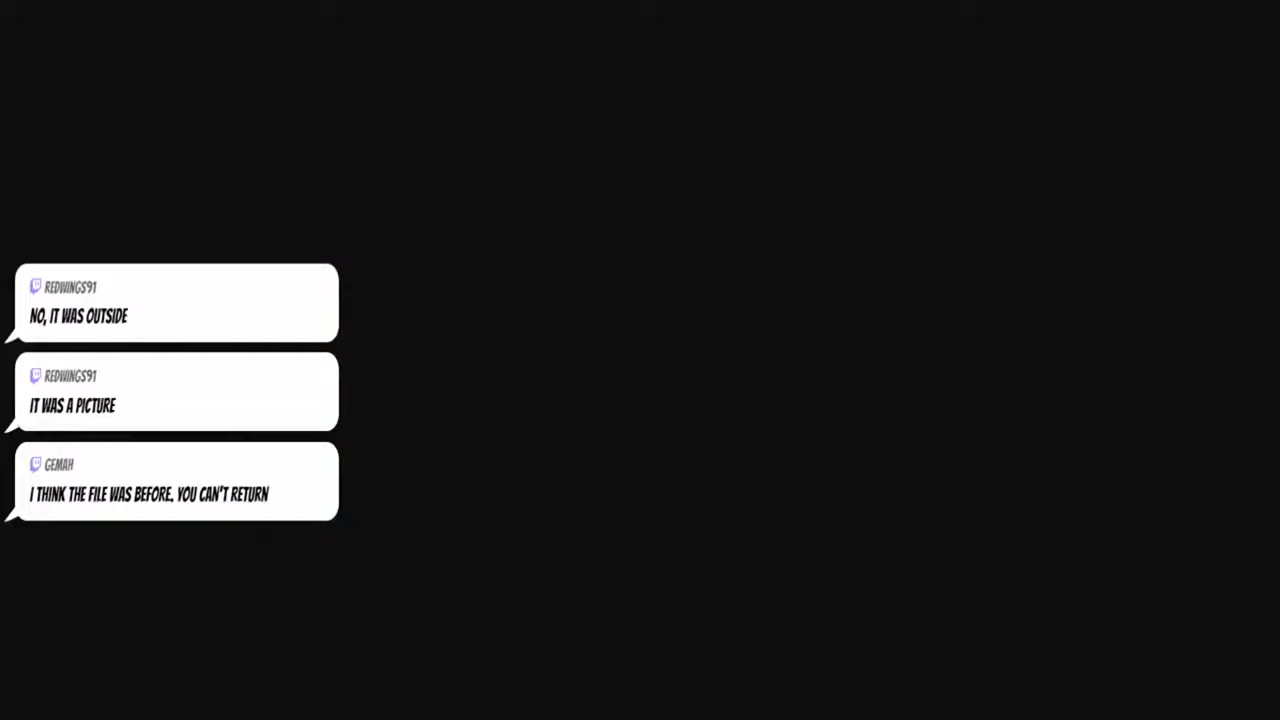 REDWINGS91
NO, IT WAS OUTSIDE
REDWINGS91
IT WAS A PICTURE
GEMAH
I THINK THE FILE WAS BEFORE. YOU CAN'T RETURN